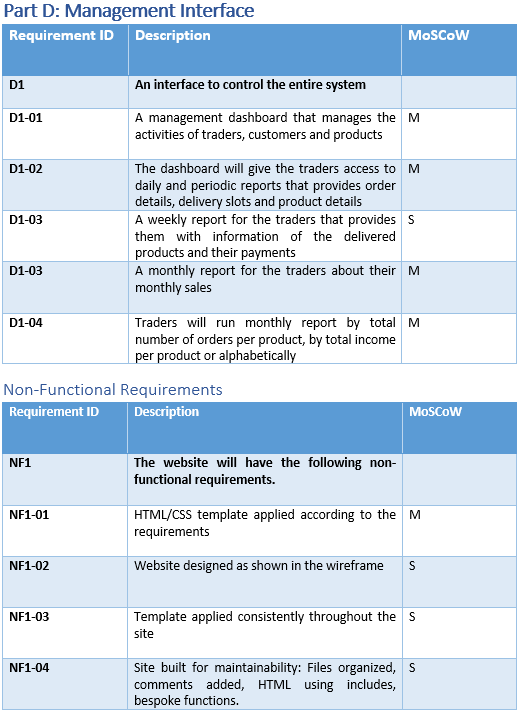 Part D: Management Interface
Requirement ID Description MoSCoW
D1 An interface to control the entire system
D1-01 A management dashboard that manages the M
activities of traders, customers and products
D1-02 The dashboard will give the traders access to M
daily and periodic reports that provides order
details, delivery slots and product details
D1-03 A weekly report for the traders that provides S
them with information of the delivered
products and their payments
D1-03 A monthly report for the traders about their M
monthly sales
D1-04 Traders will run monthly report by total M
number of orders per product, by total income
per product or alphabetically
Non-Functional Requirements
Requirement ID Description MoSCoW
NF1 The website will have the following non-
functional requirements.
NF1-01 HTML/CSS template applied according to the M
requirements
NF1-02 Website designed as shown in the wireframe S
NF1-03 Template applied consistently throughout the S
site
NF1-04 Site built for maintainability: Files organized, S
comments added, HTML using includes,
bespoke functions.